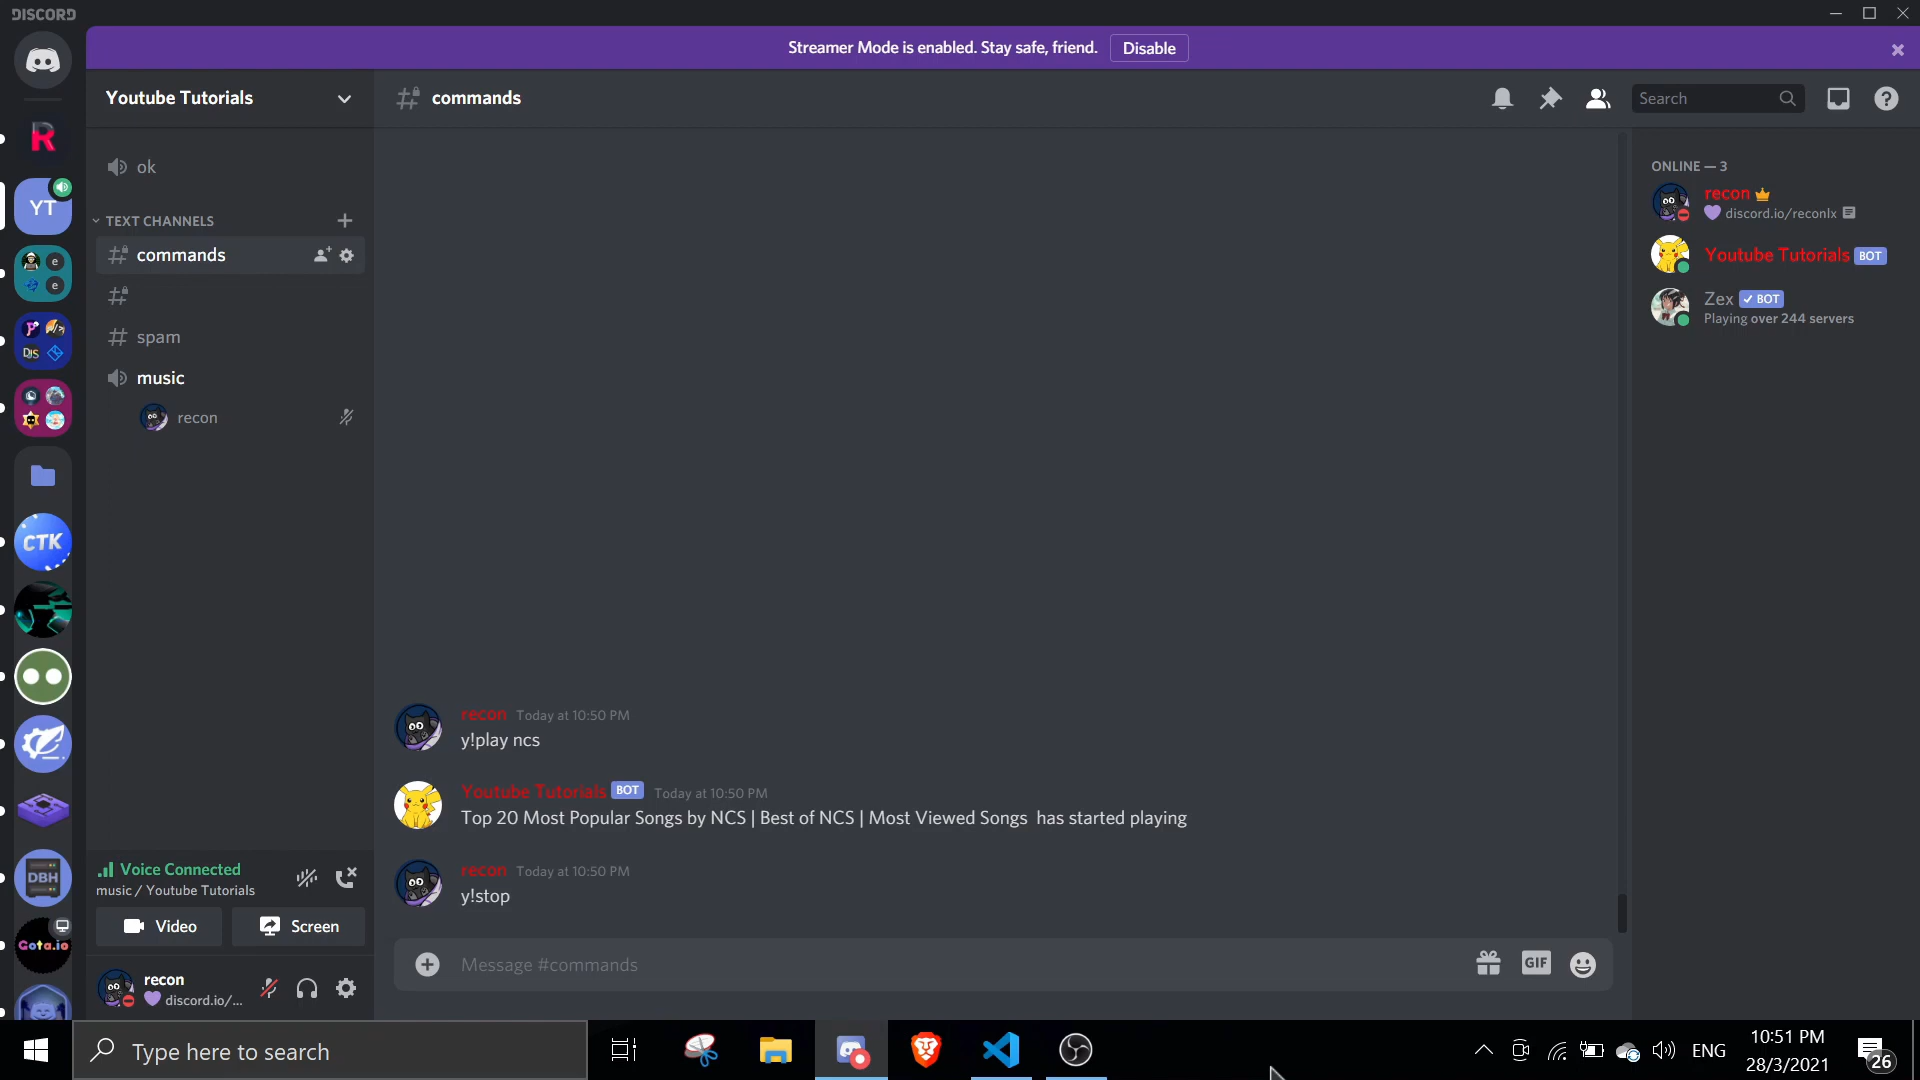 DISCORD
Streamer Mode is enabled. Stay safe, friend. Disable
Youtube Tutorials
commands
Search
ok
TEXT CHANNELS
commands
spam
music
recon
YT
e
e
DJS
CTK
DBH
Gota.io
ONLINE — 3
recon
discord.io/reconlx
Youtube Tutorials BOT
Zex BOT
Playing over 244 servers
recon Today at 10:50 PM
y!play ncs
Youtube Tutorials BOT Today at 10:50 PM
Top 20 Most Popular Songs by NCS | Best of NCS | Most Viewed Songs has started playing
recon Today at 10:50 PM
y!stop
Message #commands
GIF
Voice Connected
music / Youtube Tutorials
Video
Screen
recon
discord.io/...
Type here to search
ENG
10:51 PM
28/3/2021
26